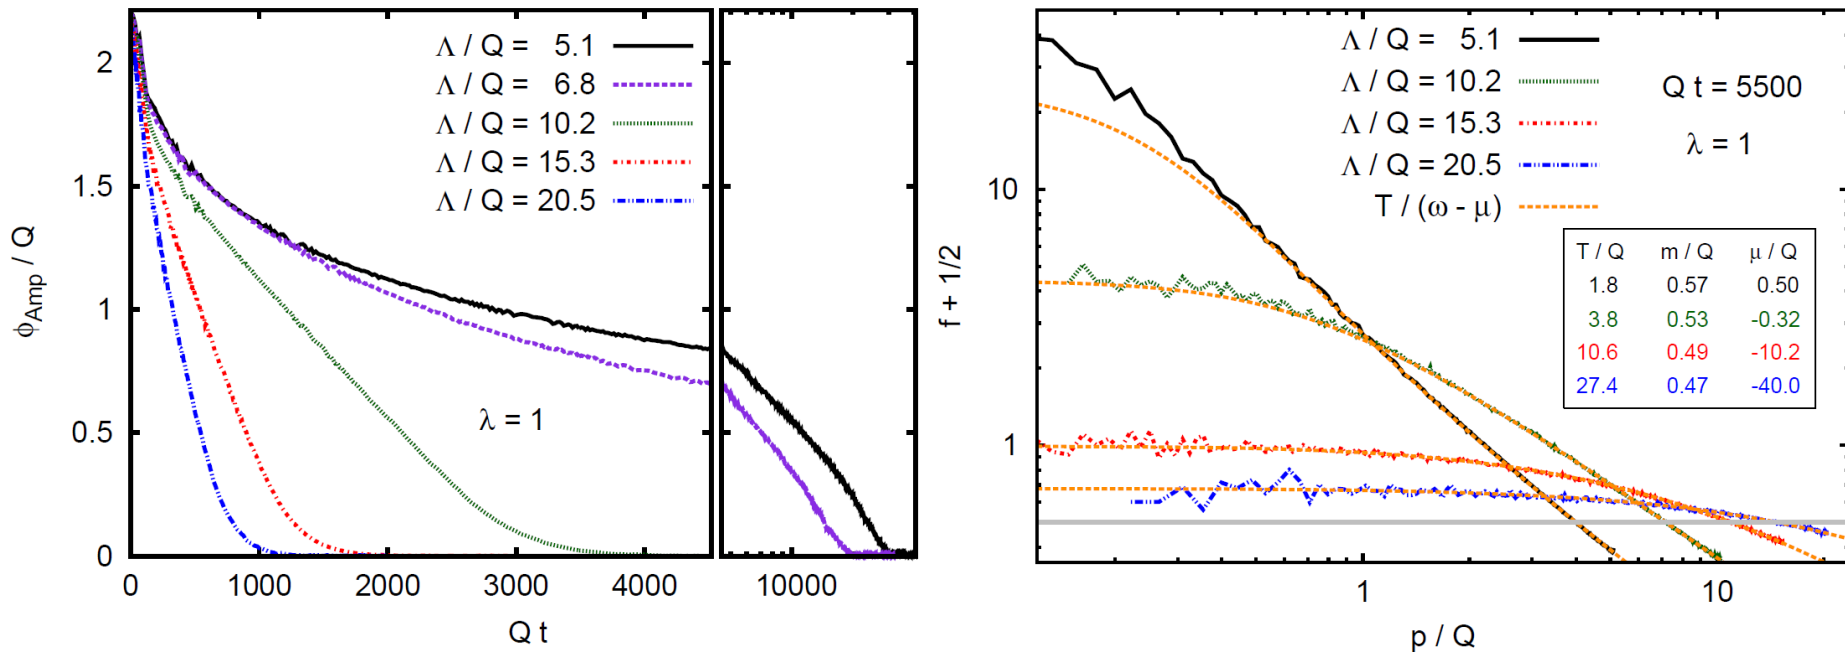 Λ / Q = 5.1
Λ / Q = 6.8
Λ / Q = 10.2
Λ / Q = 15.3
Λ / Q = 20.5
λ = 1
ϕAmp / Q
2
1.5
1
0.5
0
0 1000 2000 3000 4000 10000
Q t
Λ / Q = 5.1
Λ / Q = 10.2
Λ / Q = 15.3
Λ / Q = 20.5
T / (ω - μ)
Q t = 5500
λ = 1
T / Q m / Q μ / Q
1.8 0.57 0.50
3.8 0.53 -0.32
10.6 0.49 -10.2
27.4 0.47 -40.0
f + 1/2
10
1
1 10
p / Q